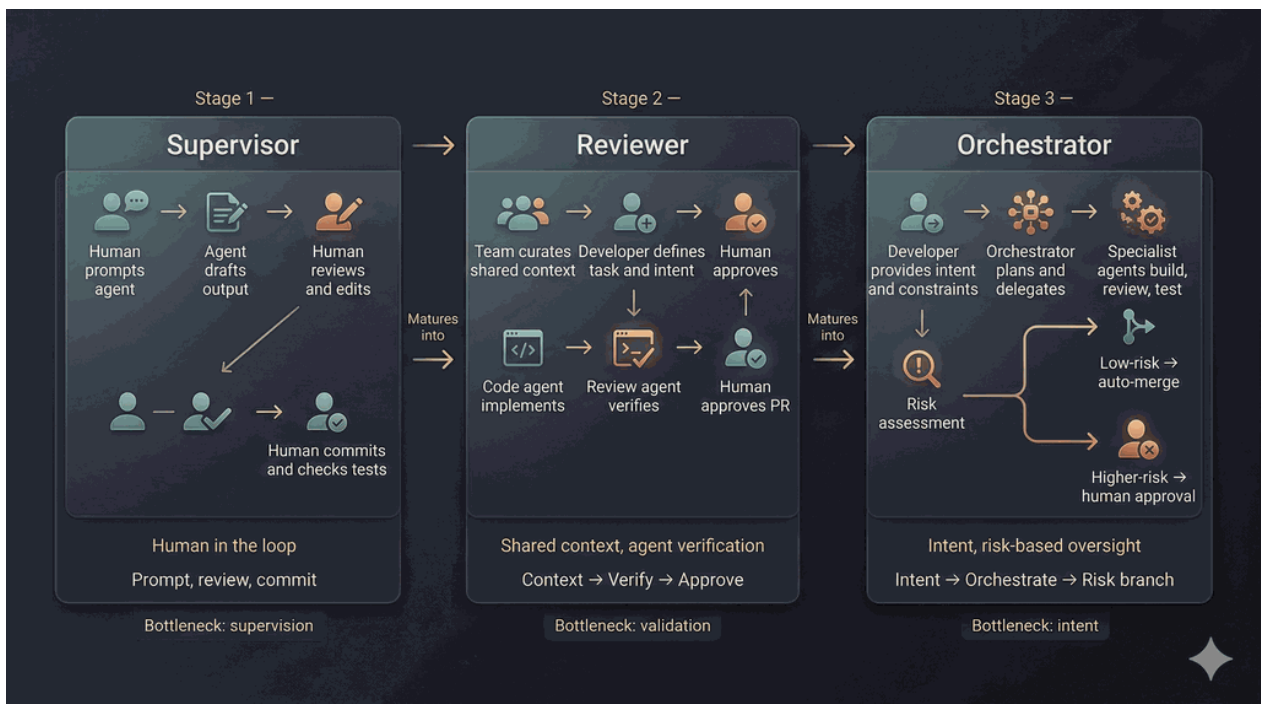 Stage 1 —
Supervisor
Human
prompts
agent
Agent
drafts
output
Human
reviews
and edits
Human commits
and checks tests
Human in the loop
Prompt, review, commit
Bottleneck: supervision
Matures
into
Stage 2 —
Reviewer
Team curates
shared context
Developer defines
task and intent
Human
approves
Code agent
implements
Review agent
verifies
Human
approves PR
Shared context, agent verification
Context → Verify → Approve
Bottleneck: validation
Matures
into
Stage 3 —
Orchestrator
Developer
provides intent
and constraints
Orchestrator
plans and
delegates
Specialist
agents build,
review, test
Risk
assessment
Low-risk →
auto-merge
Higher-risk →
human approval
Intent, risk-based oversight
Intent → Orchestrate → Risk branch
Bottleneck: intent